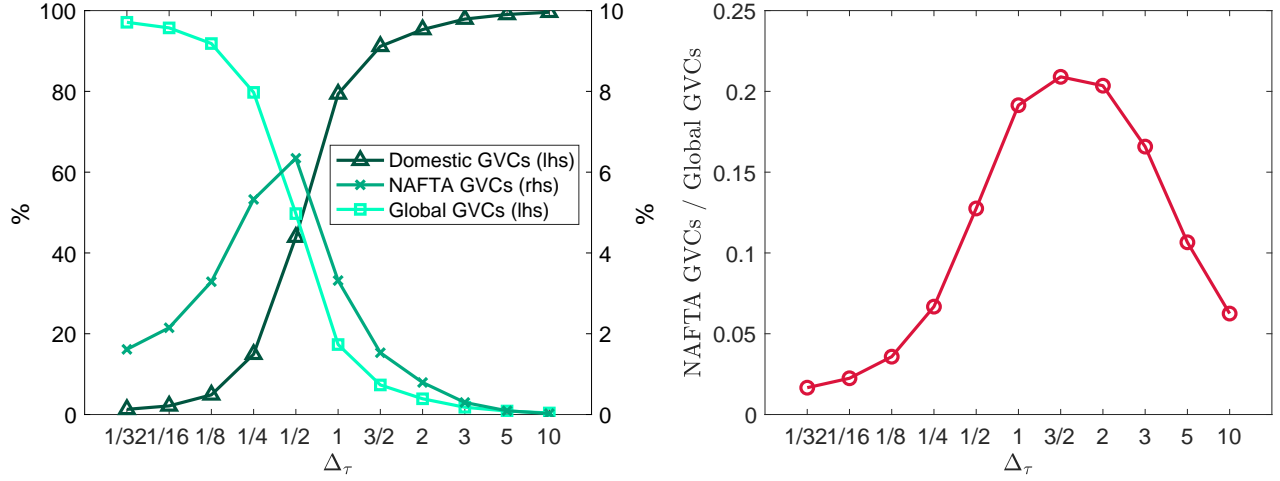 100
80
60
40
20
0
%
10
8
6
4
2
0
%
Domestic GVCs (lhs)
NAFTA GVCs (rhs)
Global GVCs (lhs)
1/32 1/16 1/8 1/4 1/2 1 3/2 2 3 5 10
Δτ
0.25
0.2
0.15
0.1
0.05
0
NAFTA GVCs / Global GVCs
1/32 1/16 1/8 1/4 1/2 1 3/2 2 3 5 10
Δτ